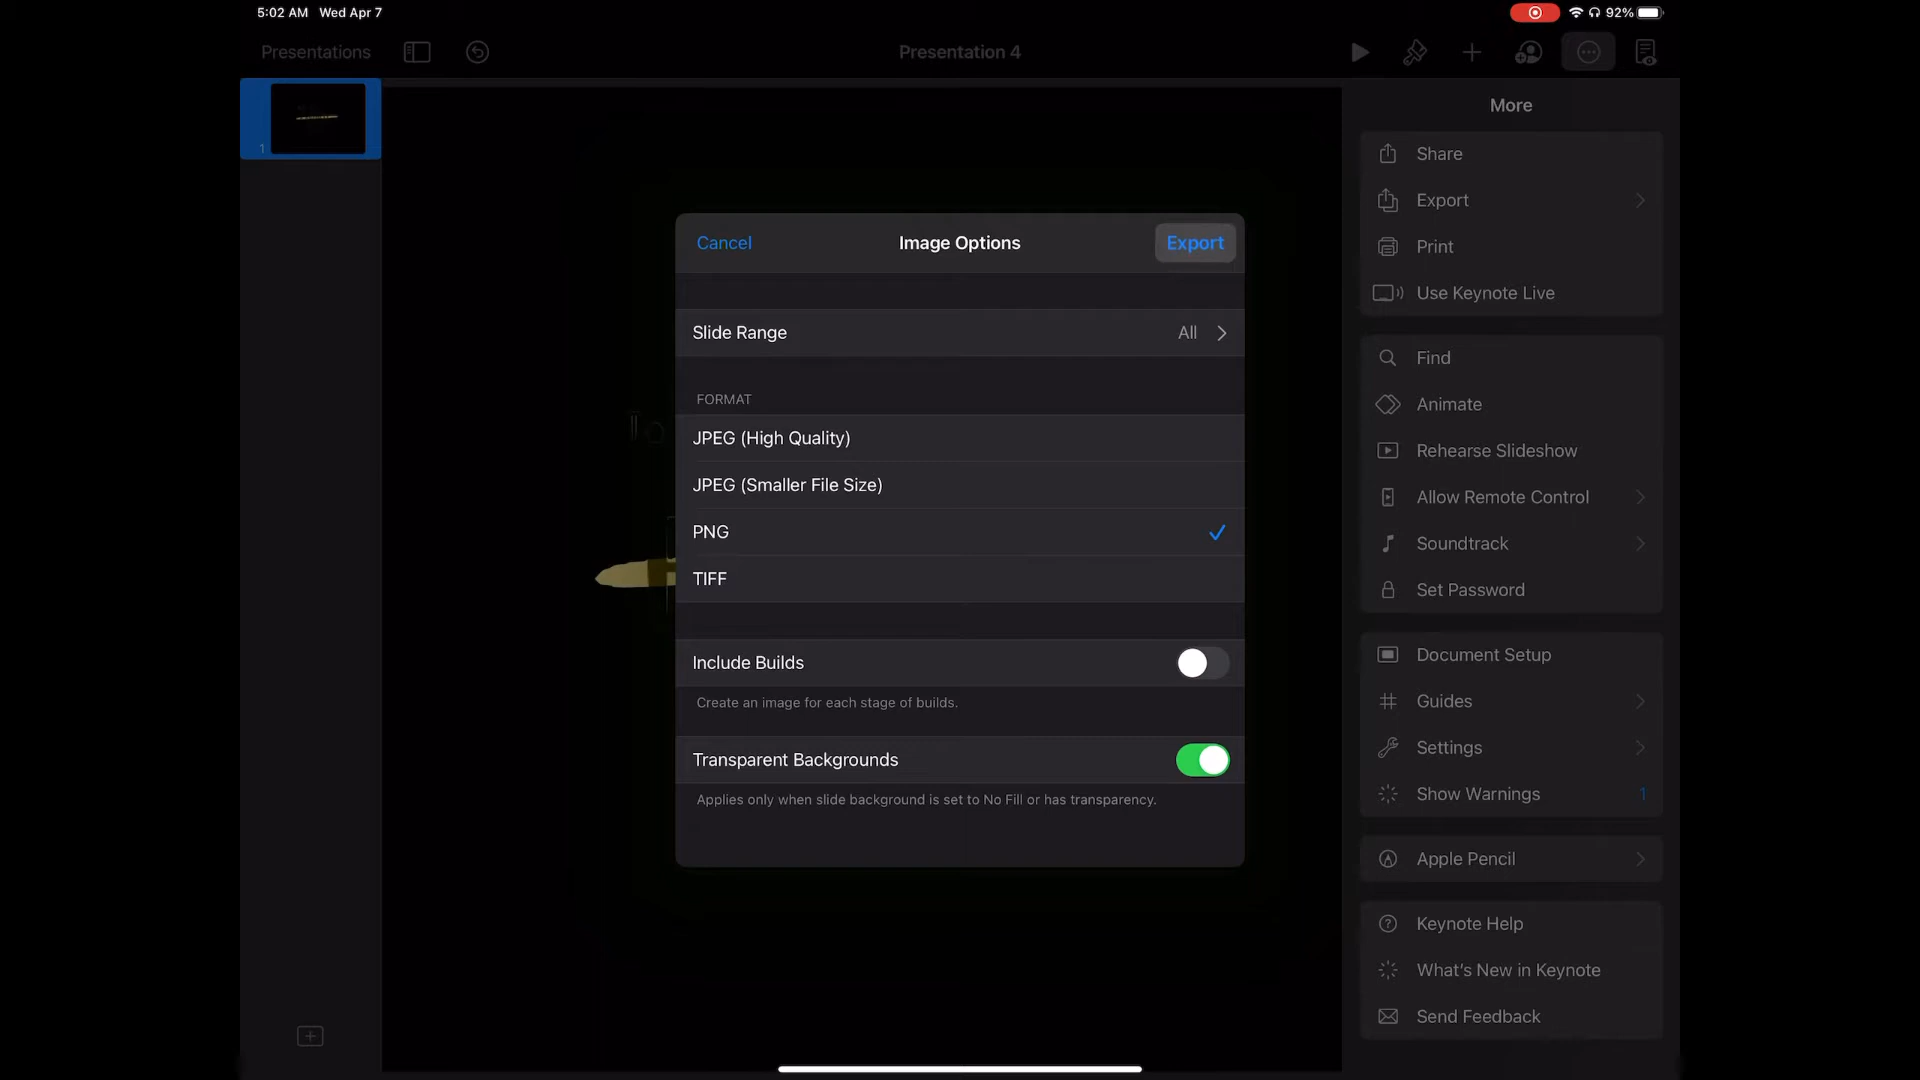 5:02 AM Wed Apr 7
92%
Presentations
Presentation 4
1
More
Share
Export
Print
Use Keynote Live
Find
Animate
Rehearse Slideshow
Allow Remote Control
Soundtrack
Set Password
Document Setup
Guides
Settings
Show Warnings 1
Apple Pencil
Keynote Help
What's New in Keynote
Send Feedback
Cancel
Image Options
Export
Slide Range All
FORMAT
JPEG (High Quality)
JPEG (Smaller File Size)
PNG
TIFF
Include Builds
Create an image for each stage of builds.
Transparent Backgrounds
Applies only when slide background is set to No Fill or has transparency.